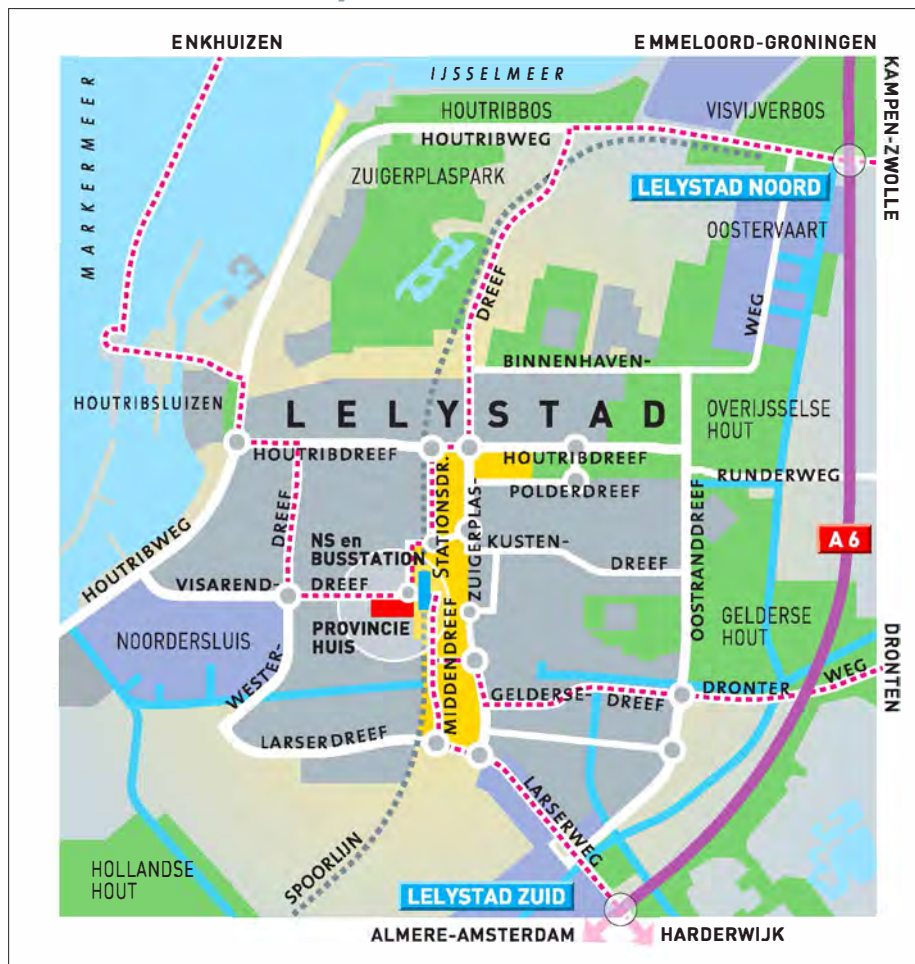 ENKHUIZEN
EMMELOORD-GRONINGEN
KAMPEN-ZWOLLE
IJSSELMEER
MARKERMEER
HOUTRIBBOS
VISVIJVERBOS
HOUTRIBWEG
ZUIGERPLASPARK
LELYSTAD NOORD
OOSTERVAART
DREEF
WEG
BINNENHAVEN-
HOUTRIBSLUIZEN
LELYSTAD
OVERIJSSELSE
HOUT
HOUTRIBDREEF
HOUTRIBDREEF
RUNDERWEG
POLDERDREEF
STATIONSDR.
ZUIGERPLAS-
DREEF
OOSTRANDDREEF
A6
NS en
BUSSTATION
KUSTEN-
DREEF
HOUTRIBWEG
VISAREND-
DREEF
PROVINCIE
HUIS
GELDERSE
HOUT
NOORDERSLUIS
MIDDENDREEF
WESTER-
GELDERSE-
DREEF
DRONTER
WEG
DRONTEN
LARSERDREEF
LARSERWEG
SPOORLIJN
HOLLANDSE
HOUT
LELYSTAD ZUID
ALMERE-AMSTERDAM
HARDERWIJK